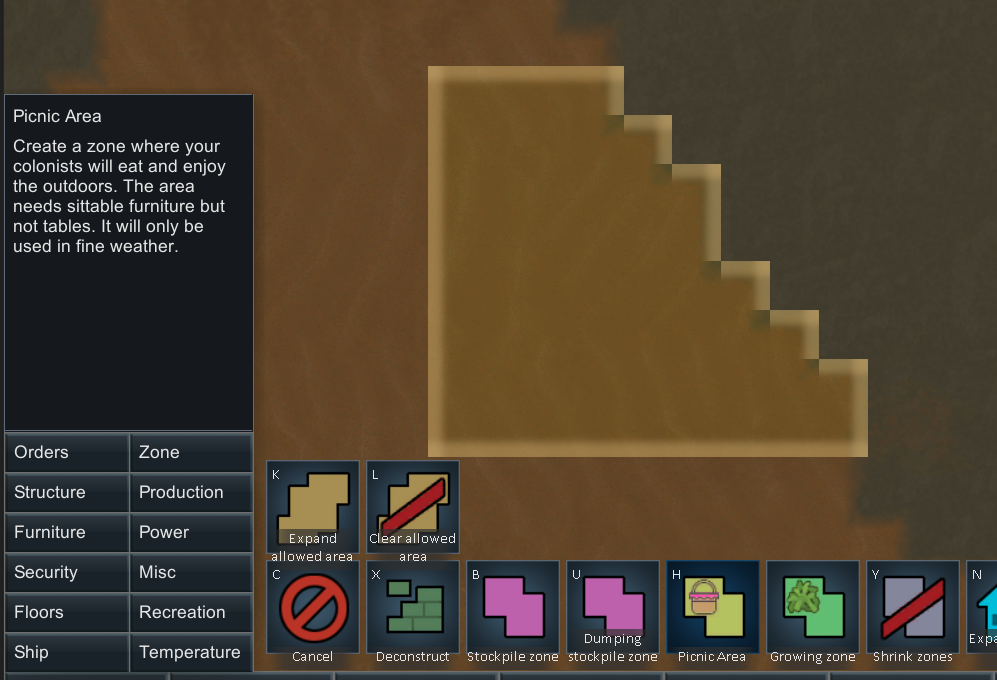 Picnic Area
Create a zone where your
colonists will eat and enjoy
the outdoors. The area
needs sittable furniture but
not tables. It will only be
used in fine weather.
Orders
Zone
Structure
Production
Furniture
Power
Security
Misc
Floors
Recreation
Ship
Temperature
K
Expand
allowed area
L
Clear allowed
area
C
Cancel
X
Deconstruct
B
Stockpile zone
U
Dumping
stockpile zone
H
Picnic Area
Growing zone
Y
Shrink zones
N
Expa